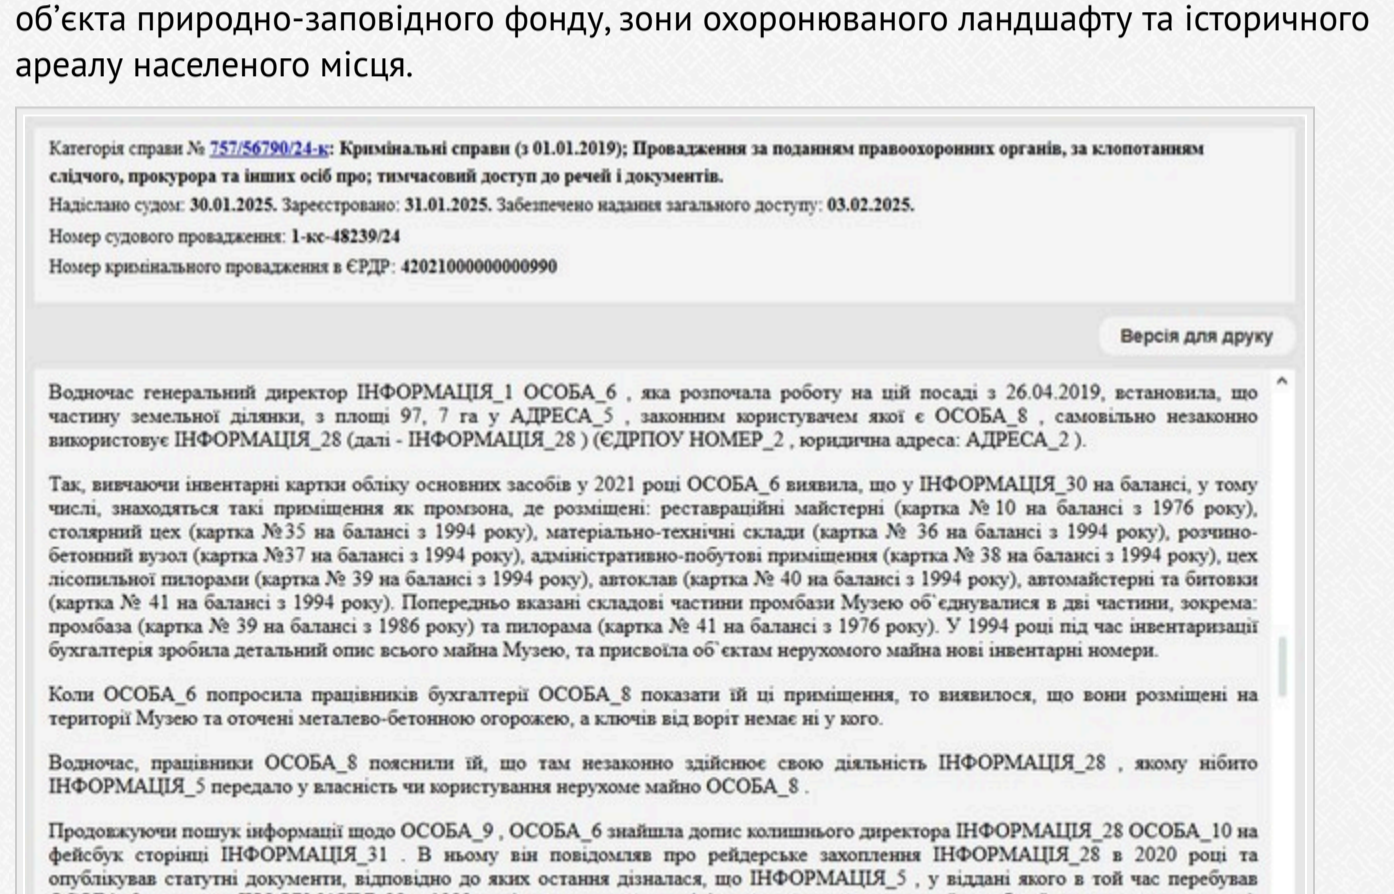 об’єкта природно-заповідного фонду, зони охоронюваного ландшафту та історичного
ареалу населеного місця.
Категорія справи № 757/56790/24-к: Кримінальні справи (з 01.01.2019); Провадження за поданням правоохоронних органів, за клопотанням
слідчого, прокурора та інших осіб про; тимчасовий доступ до речей і документів.
Надіслано судом: 30.01.2025. Зареєстровано: 31.01.2025. Забезпечено надання загального доступу: 03.02.2025.
Номер судового провадження: 1-кс-48239/24
Номер кримінального провадження в ЄРДР: 42021000000000990
Версія для друку
Водночас генеральний директор ІНФОРМАЦІЯ_1 ОСОБА_6 , яка розпочала роботу на цій посаді з 26.04.2019, встановила, що
частину земельної ділянки, з площі 97, 7 га у АДРЕСА_5 , законним користувачем якої є ОСОБА_8 , самовільно незаконно
використовує ІНФОРМАЦІЯ_28 (далі - ІНФОРМАЦІЯ_28 ) (ЄДРПОУ НОМЕР_2 , юридична адреса: АДРЕСА_2 ).
Так, вивчаючи інвентарні картки обліку основних засобів у 2021 році ОСОБА_6 виявила, що у ІНФОРМАЦІЯ_30 на балансі, у тому
числі, знаходяться такі приміщення як промзона, де розміщені: реставраційні майстерні (картка № 10 на балансі з 1976 року),
столярний цех (картка №35 на балансі з 1994 року), матеріально-технічні склади (картка № 36 на балансі з 1994 року), розчино-
бетонний вузол (картка №37 на балансі з 1994 року), адміністративно-побутові приміщення (картка № 38 на балансі з 1994 року), цех
лісопильної пилорами (картка № 39 на балансі з 1994 року), автоклав (картка № 40 на балансі з 1994 року), автомайстерні та битовки
(картка № 41 на балансі з 1994 року). Попередньо вказані складові частини промбази Музею об`єднувалися в дві частини, зокрема:
промбаза (картка № 39 на балансі з 1986 року) та пилорама (картка № 41 на балансі з 1976 року). У 1994 році під час інвентаризації
бухгалтерія зробила детальний опис всього майна Музею, та присвоїла об`єктам нерухомого майна нові інвентарні номери.
Коли ОСОБА_6 попросила працівників бухгалтерії ОСОБА_8 показати їй ці приміщення, то виявилося, що вони розміщені на
території Музею та оточені металево-бетонною огорожею, а ключів від воріт немає ні у кого.
Водночас, працівники ОСОБА_8 пояснили їй, що там незаконно здійснює свою діяльність ІНФОРМАЦІЯ_28 , якому нібито
ІНФОРМАЦІЯ_5 передало у власність чи користування нерухоме майно ОСОБА_8 .
Продовжуючи пошук інформації щодо ОСОБА_9 , ОСОБА_6 знайшла допис колишнього директора ІНФОРМАЦІЯ_28 ОСОБА_10 на
фейсбук сторінці ІНФОРМАЦІЯ_31 . В ньому він повідомляв про рейдерське захоплення ІНФОРМАЦІЯ_28 в 2020 році та
опублікував статутні документи, відповідно до яких остання дізналася, що ІНФОРМАЦІЯ_5 , у віддані якого в той час перебував